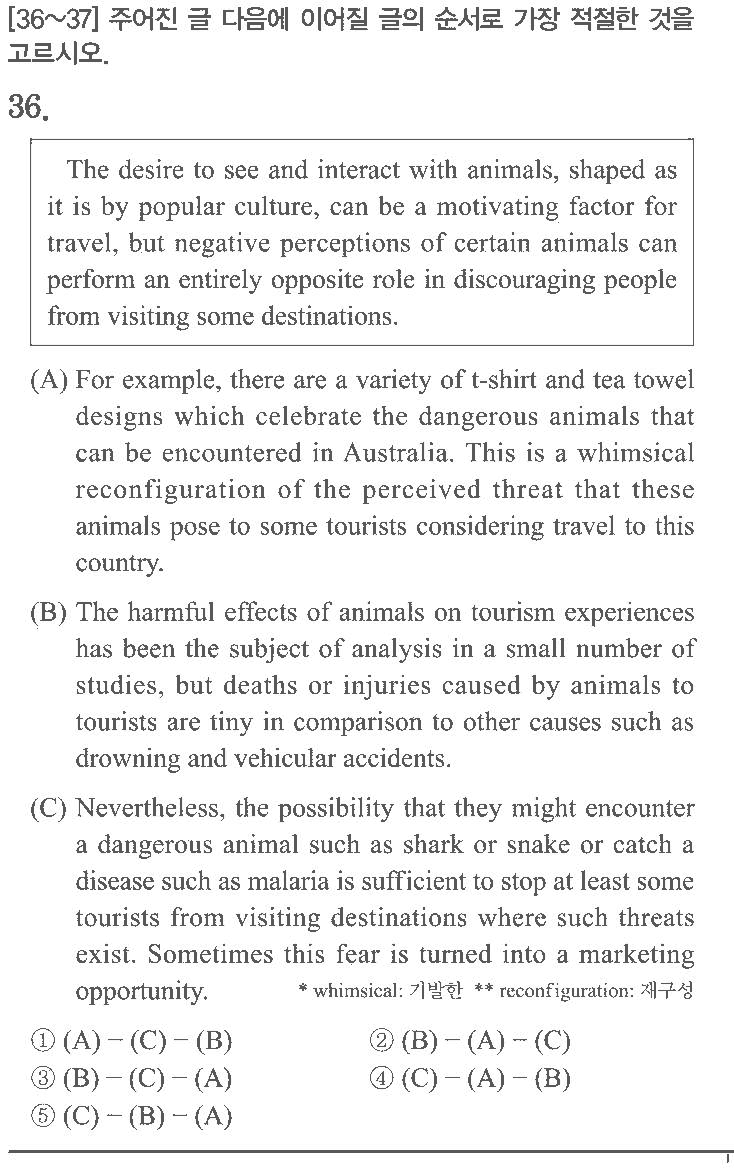 [36~37] 주어진 글 다음에 이어질 글의 순서로 가장 적절한 것을
고르시오.
36.
The desire to see and interact with animals, shaped as
it is by popular culture, can be a motivating factor for
travel, but negative perceptions of certain animals can
perform an entirely opposite role in discouraging people
from visiting some destinations.
(A) For example, there are a variety of t-shirt and tea towel
designs which celebrate the dangerous animals that
can be encountered in Australia. This is a whimsical
reconfiguration of the perceived threat that these
animals pose to some tourists considering travel to this
country.
(B) The harmful effects of animals on tourism experiences
has been the subject of analysis in a small number of
studies, but deaths or injuries caused by animals to
tourists are tiny in comparison to other causes such as
drowning and vehicular accidents.
(C) Nevertheless, the possibility that they might encounter
a dangerous animal such as shark or snake or catch a
disease such as malaria is sufficient to stop at least some
tourists from visiting destinations where such threats
exist. Sometimes this fear is turned into a marketing
opportunity. * whimsical: 기발한 ** reconfiguration: 재구성
① (A) - (C) - (B) ② (B) - (A) - (C)
③ (B) - (C) - (A) ④ (C) - (A) - (B)
⑤ (C) - (B) - (A)